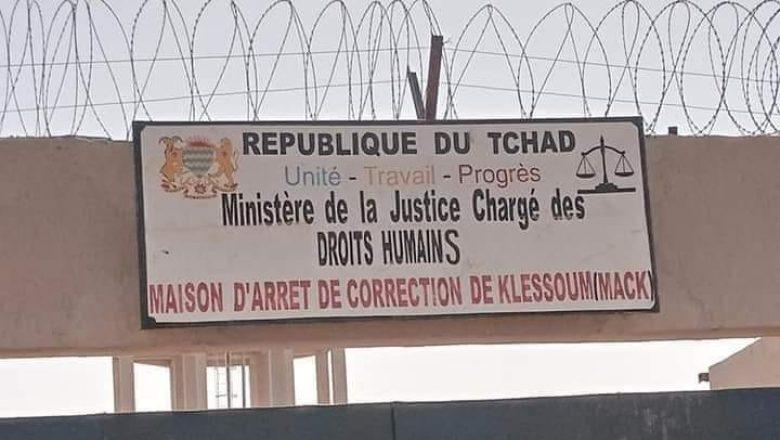 REPUBLIQUE DU TCHAD
Unité - Travail - Progrès
Ministère de la Justice Chargé des
DROITS HUMAINS
MAISON D'ARRET DE CORRECTION DE KLESSOUM(MACK)